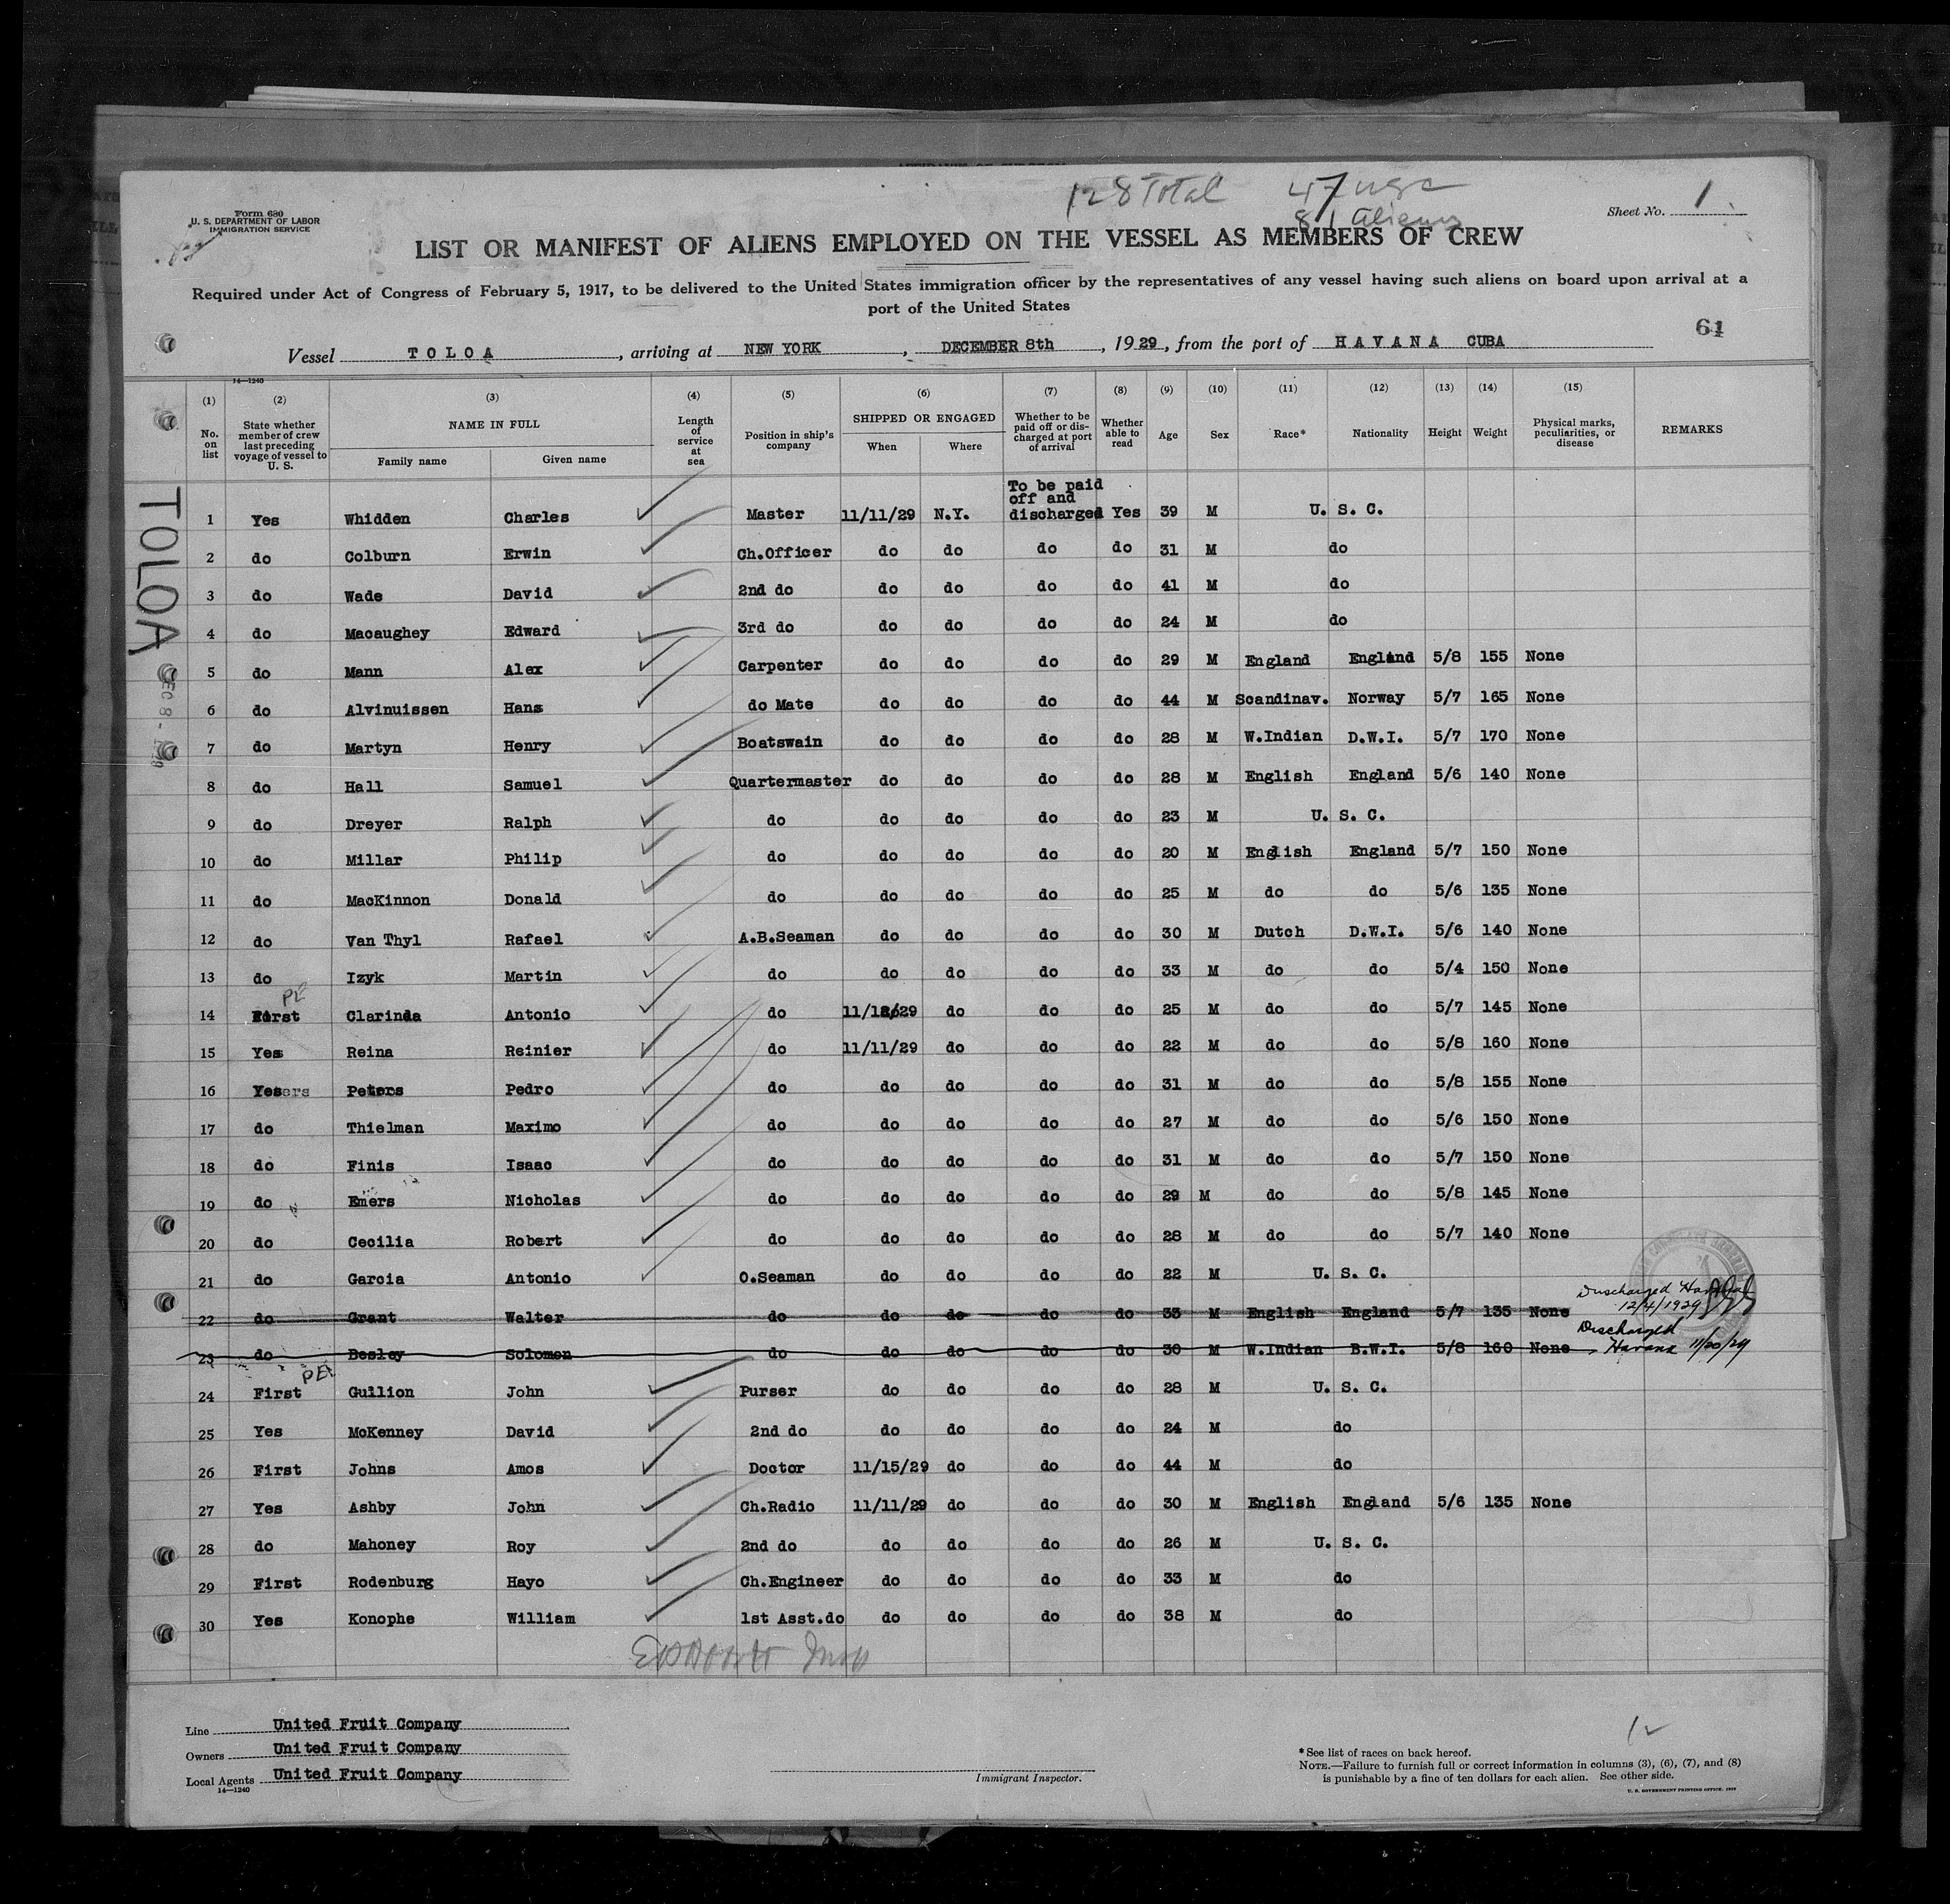 128 Total 47 usc
81 Aliens
Form 680
U. S. DEPARTMENT OF LABOR
IMMIGRATION SERVICE
Sheet No. 1
LIST OR MANIFEST OF ALIENS EMPLOYED ON THE VESSEL AS MEMBERS OF CREW
Required under Act of Congress of February 5, 1917, to be delivered to the United States immigration officer by the representatives of any vessel having such aliens on board upon arrival at a
port of the United States
61
Vessel TOLOA, arriving at NEW YORK, DECEMBER 8th, 1929, from the port of HAVANA CUBA
14—1240
(1) (2) (3) (4) (5) (6) (7) (8) (9) (10) (11) (12) (13) (14) (15)
No. on list
State whether member of crew last preceding voyage of vessel to U. S.
NAME IN FULL
Family name Given name
Length of service at sea
Position in ship's company
SHIPPED OR ENGAGED
When Where
Whether to be paid off or discharged at port of arrival
Whether able to read
Age Sex Race* Nationality Height Weight
Physical marks, peculiarities, or disease
REMARKS
TOLOA
To be paid
off and
1 Yes Whidden Charles Master 11/11/29 N.Y. discharged Yes 39 M U. S. C.
2 do Colburn Erwin Ch.Officer do do do do 31 M do
3 do Wade David 2nd do do do do do 41 M do
4 do Macaughey Edward 3rd do do do do do 24 M do
5 do Mann Alex Carpenter do do do do 29 M England England 5/8 155 None
6 do Alvinuissen Hans do Mate do do do do 44 M Scandinav. Norway 5/7 165 None
7 do Martyn Henry Boatswain do do do do 28 M W.Indian D.W.I. 5/7 170 None
8 do Hall Samuel Quartermaster do do do do 28 M English England 5/6 140 None
9 do Dreyer Ralph do do do do do 23 M U. S. C.
10 do Millar Philip do do do do do 20 M English England 5/7 150 None
11 do MacKinnon Donald do do do do do 25 M do do 5/6 135 None
12 do Van Thyl Rafael A.B.Seaman do do do do 30 M Dutch D.W.I. 5/6 140 None
13 do Izyk Martin do do do do do 33 M do do 5/4 150 None
14 First Clarinda Antonio do do do do 25 M do do 5/7 145 None
15 Yes Reina Reinier do 11/11/29 do do do 22 M do do 5/8 160 None
16 Yes Peters Pedro do do do do do 31 M do do 5/8 155 None
17 do Thielman Maximo do do do do do 27 M do do 5/6 150 None
18 do Finis Isaac do do do do do 31 M do do 5/7 150 None
19 do Emers Nicholas do do do do do 29 M do do 5/8 145 None
20 do Cecilia Robert do do do do do 28 M do do 5/7 140 None
21 do Garcia Antonio O.Seaman do do do do 22 M U. S. C.
22 do Grant Walter do do do do do 33 M English England 5/7 135 None Discharged 12/4/1929
23 do Besley Solomon do do do do do 30 M W.Indian B.W.I. 5/8 160 None Discharged Havana 11/20/29
24 First Gullion John Purser do do do do 28 M U. S. C.
25 Yes McKenney David 2nd do do do do do 24 M do
26 First Johns Amos Doctor 11/15/29 do do do 44 M do
27 Yes Ashby John Ch.Radio 11/11/29 do do do 30 M English England 5/6 135 None
28 do Mahoney Roy 2nd do do do do do 26 M U. S. C.
29 First Rodenburg Hayo Ch.Engineer do do do do 33 M do
30 Yes Konophe William 1st Asst.do do do do do 38 M do
Line United Fruit Company
Owners United Fruit Company
Local Agents United Fruit Company
14—1240
Immigrant Inspector.
*See list of races on back hereof.
NOTE.—Failure to furnish full or correct information in columns (3), (6), (7), and (8)
is punishable by a fine of ten dollars for each alien. See other side.
U. S. GOVERNMENT PRINTING OFFICE